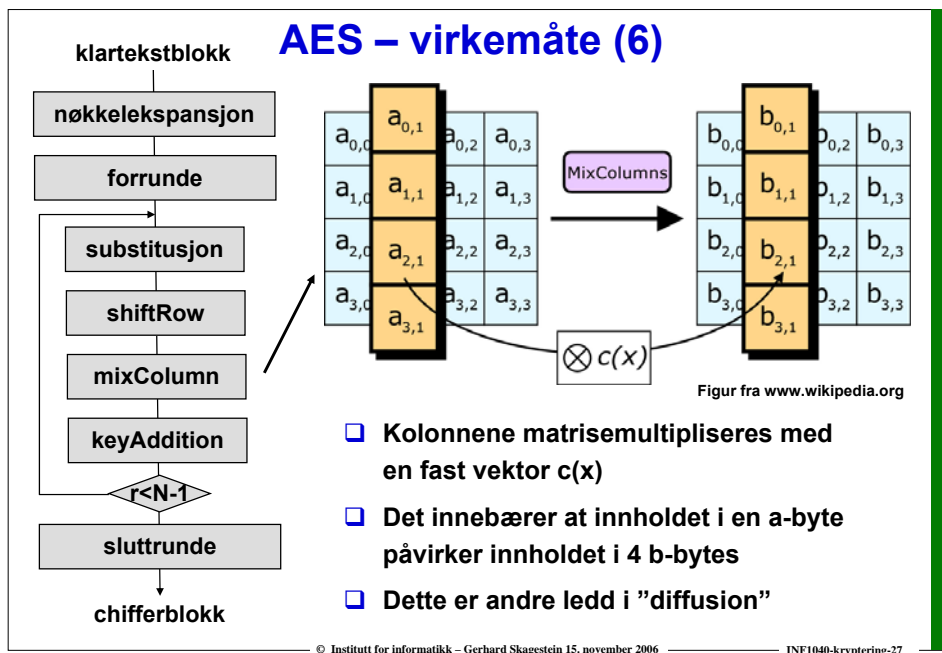 AES – virkemåte (6)
klartekstblokk
nøkkelekspansjon
forrunde
substitusjon
shiftRow
mixColumn
keyAddition
r<N-1
sluttrunde
chifferblokk
a0,0 a0,1 a0,2 a0,3
a1,0 a1,1 a1,2 a1,3
a2,0 a2,1 a2,2 a2,3
a3,0 a3,1 a3,2 a3,3
MixColumns
b0,0 b0,1 b0,2 b0,3
b1,0 b1,1 b1,2 b1,3
b2,0 b2,1 b2,2 b2,3
b3,0 b3,1 b3,2 b3,3
⊗ c(x)
Figur fra www.wikipedia.org
❑ Kolonnene matrisemultipliseres med
en fast vektor c(x)
❑ Det innebærer at innholdet i en a-byte
påvirker innholdet i 4 b-bytes
❑ Dette er andre ledd i ”diffusion”
© Institutt for informatikk – Gerhard Skagestein 15. november 2006
INF1040-kryptering-27